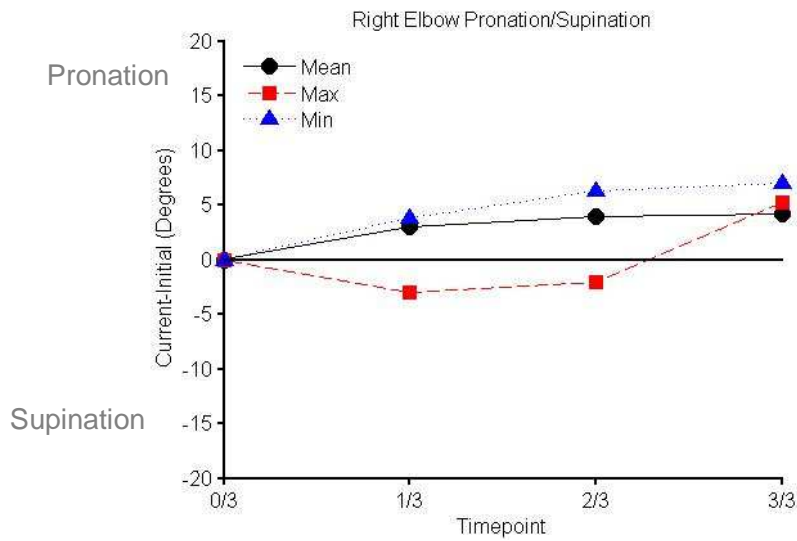 Right Elbow Pronation/Supination
20
Pronation
Mean
15
Max
Min
10
5
0
-5
-10
Supination
-15
-20
Current-Initial (Degrees)
0/3 1/3 2/3 3/3
Timepoint